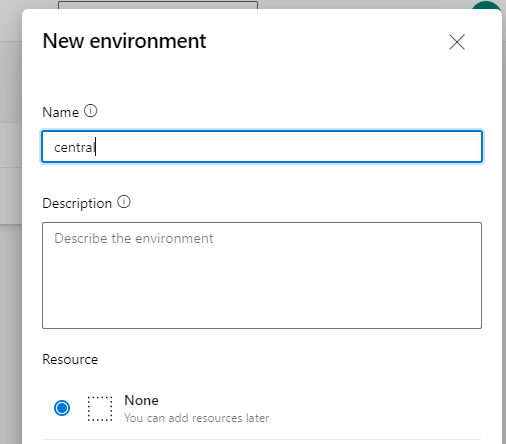 New environment
Name
central
Description
Describe the environment
Resource
None
You can add resources later